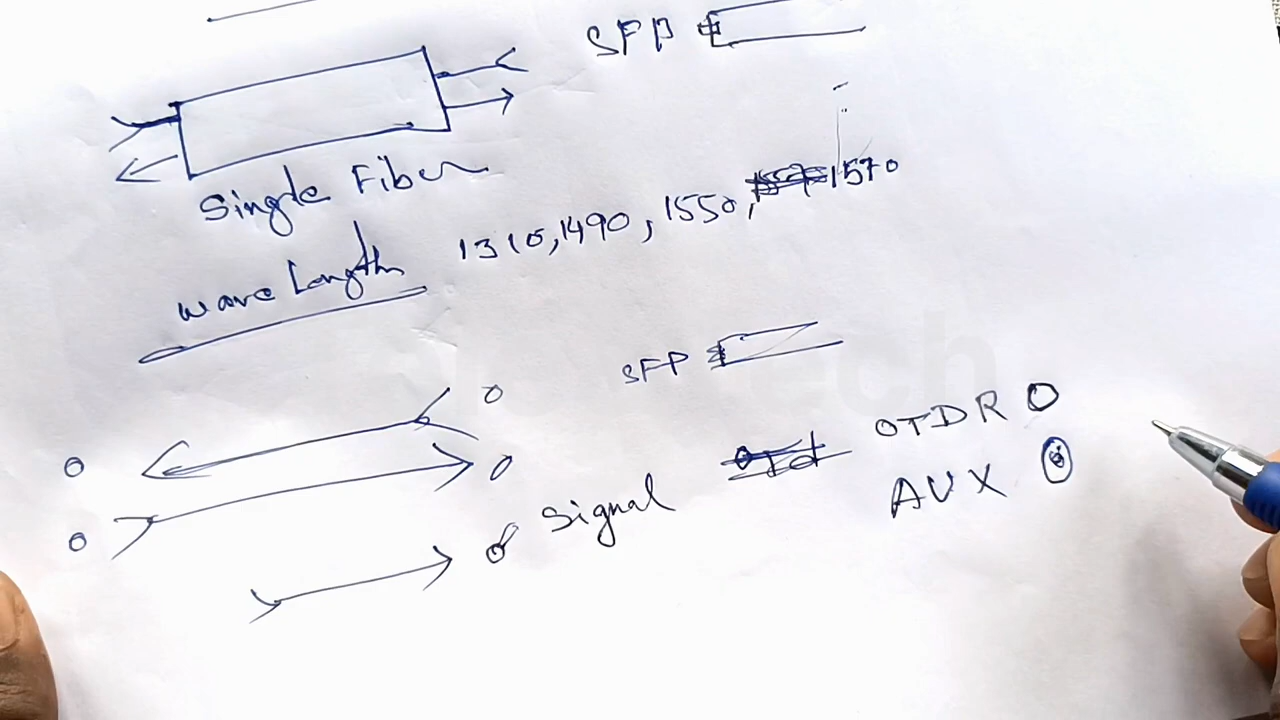 SFP
Single Fiber
wave Length 1310, 1490, 1550, 1570
SFP
OTDR
Signal
AUX